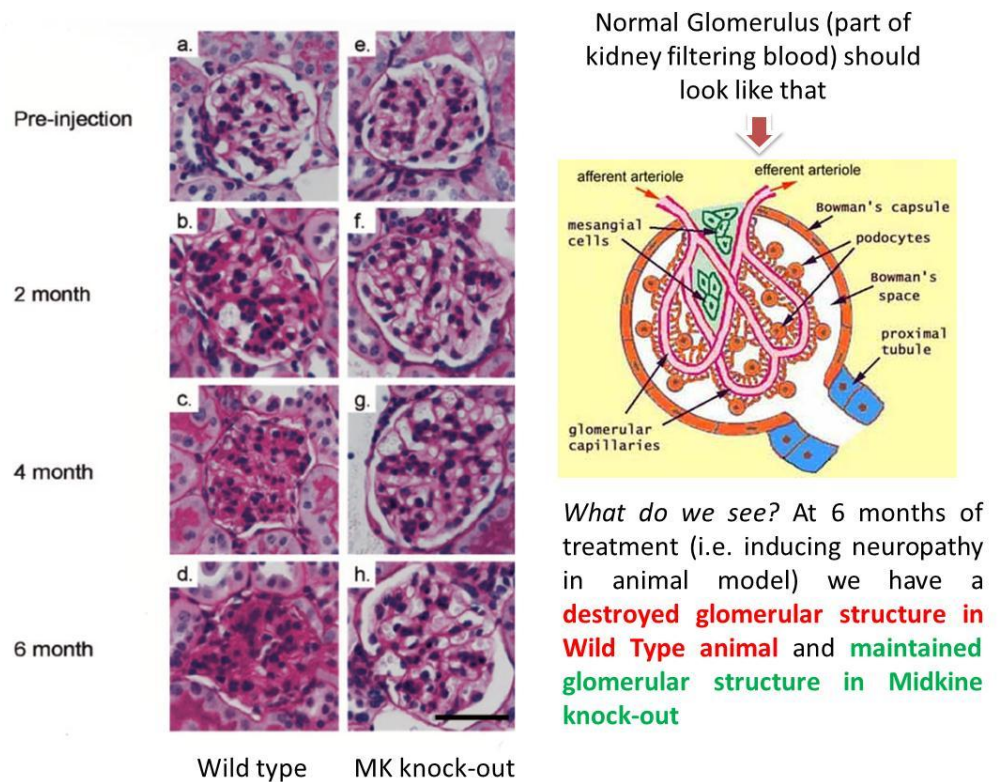 Normal Glomerulus (part of
kidney filtering blood) should
look like that
Pre-injection
2 month
4 month
6 month
a.
e.
b.
f.
c.
g.
d.
h.
Wild type
MK knock-out
afferent arteriole
efferent arteriole
mesangial
cells
Bowman's capsule
podocytes
Bowman's
space
proximal
tubule
glomerular
capillaries
What do we see? At 6 months of
treatment (i.e. inducing neuropathy
in animal model) we have a
destroyed glomerular structure in
Wild Type animal and maintained
glomerular structure in Midkine
knock-out